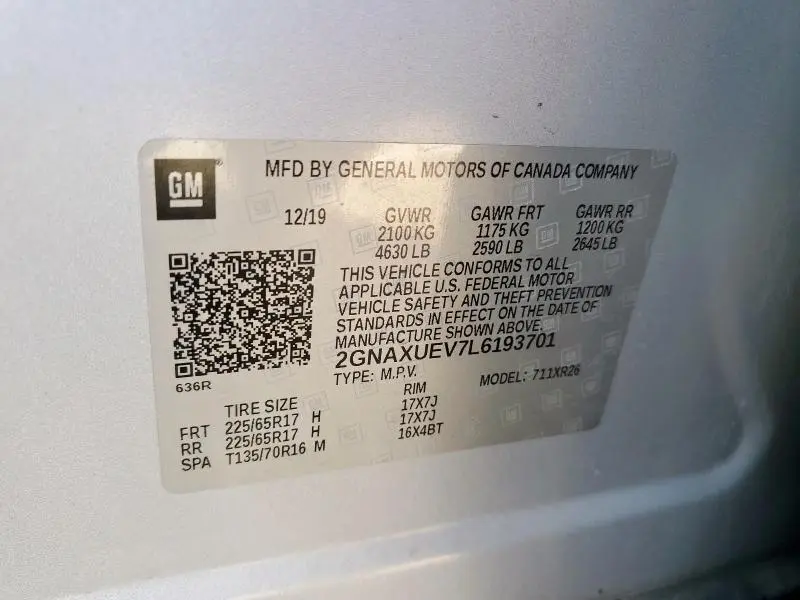 GM
MFD BY GENERAL MOTORS OF CANADA COMPANY
12/19 GVWR GAWR FRT GAWR RR
2100 KG 1175 KG 1200 KG
4630 LB 2590 LB 2645 LB
THIS VEHICLE CONFORMS TO ALL
APPLICABLE U.S. FEDERAL MOTOR
VEHICLE SAFETY AND THEFT PREVENTION
STANDARDS IN EFFECT ON THE DATE OF
MANUFACTURE SHOWN ABOVE.
2GNAXUEV7L6193701
636R
TYPE: M.P.V. MODEL: 711XR26
TIRE SIZE RIM
FRT 225/65R17 H 17X7J
RR 225/65R17 H 17X7J
SPA T135/70R16 M 16X4BT